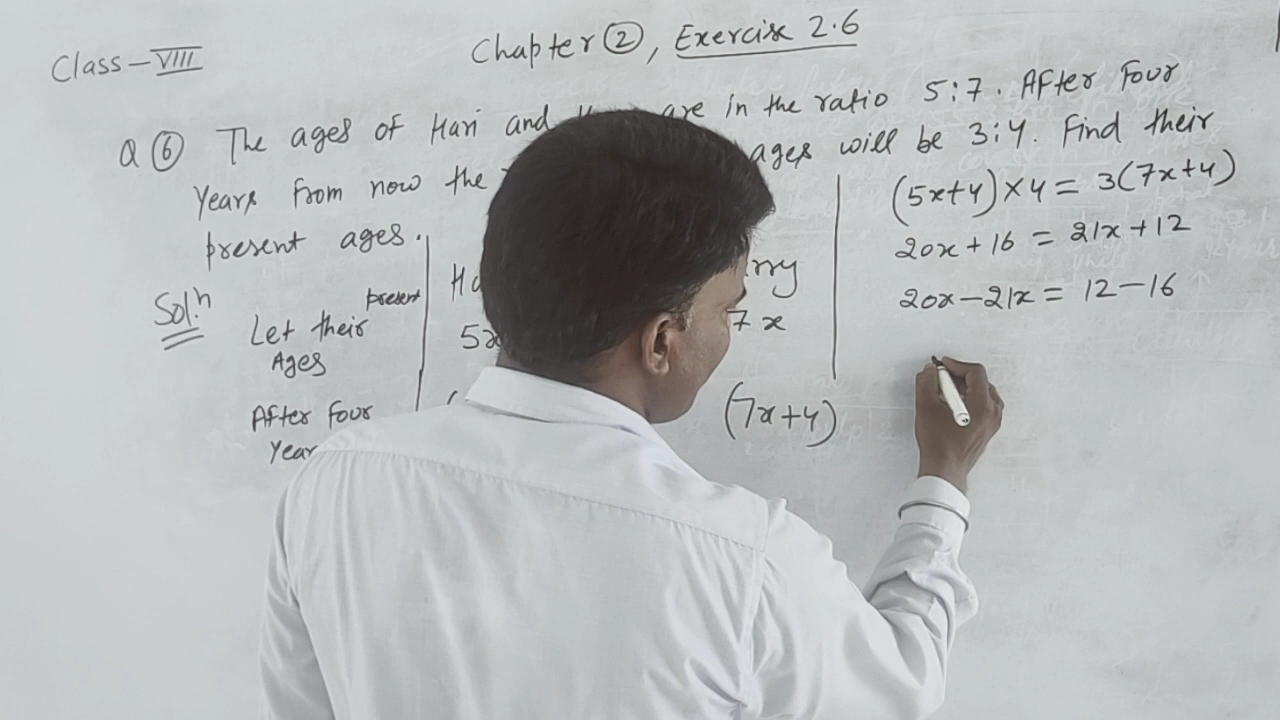 Class-VIII
Chapter ②, Exercise 2.6
Q ⑥ The ages of Hari and are in the ratio 5:7. After Four
Years From now the ages will be 3:4. Find their
present ages.
Sol.ⁿ
Let their present
Ages
7x
After Four
Year
(7x+4)
(5x+4)×4 = 3(7x+4)
20x+16 = 21x+12
20x-21x = 12-16